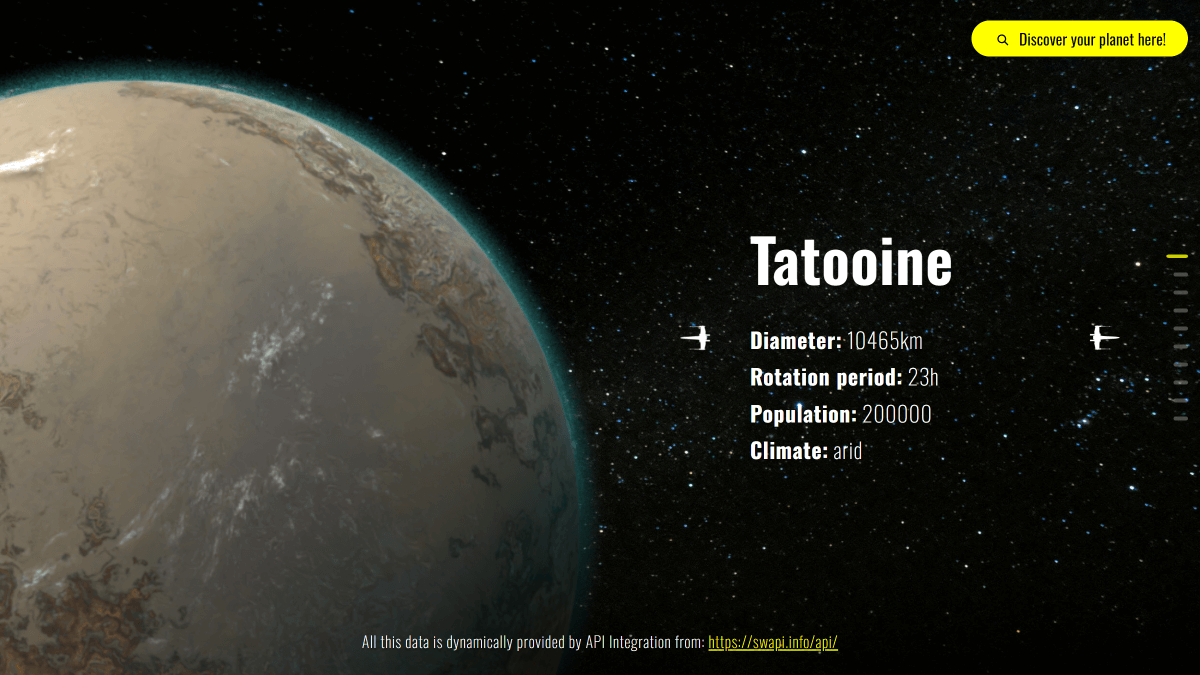 Discover your planet here!
Tatooine
Diameter: 10465km
Rotation period: 23h
Population: 200000
Climate: arid
All this data is dynamically provided by API Integration from: https://swapi.info/api/